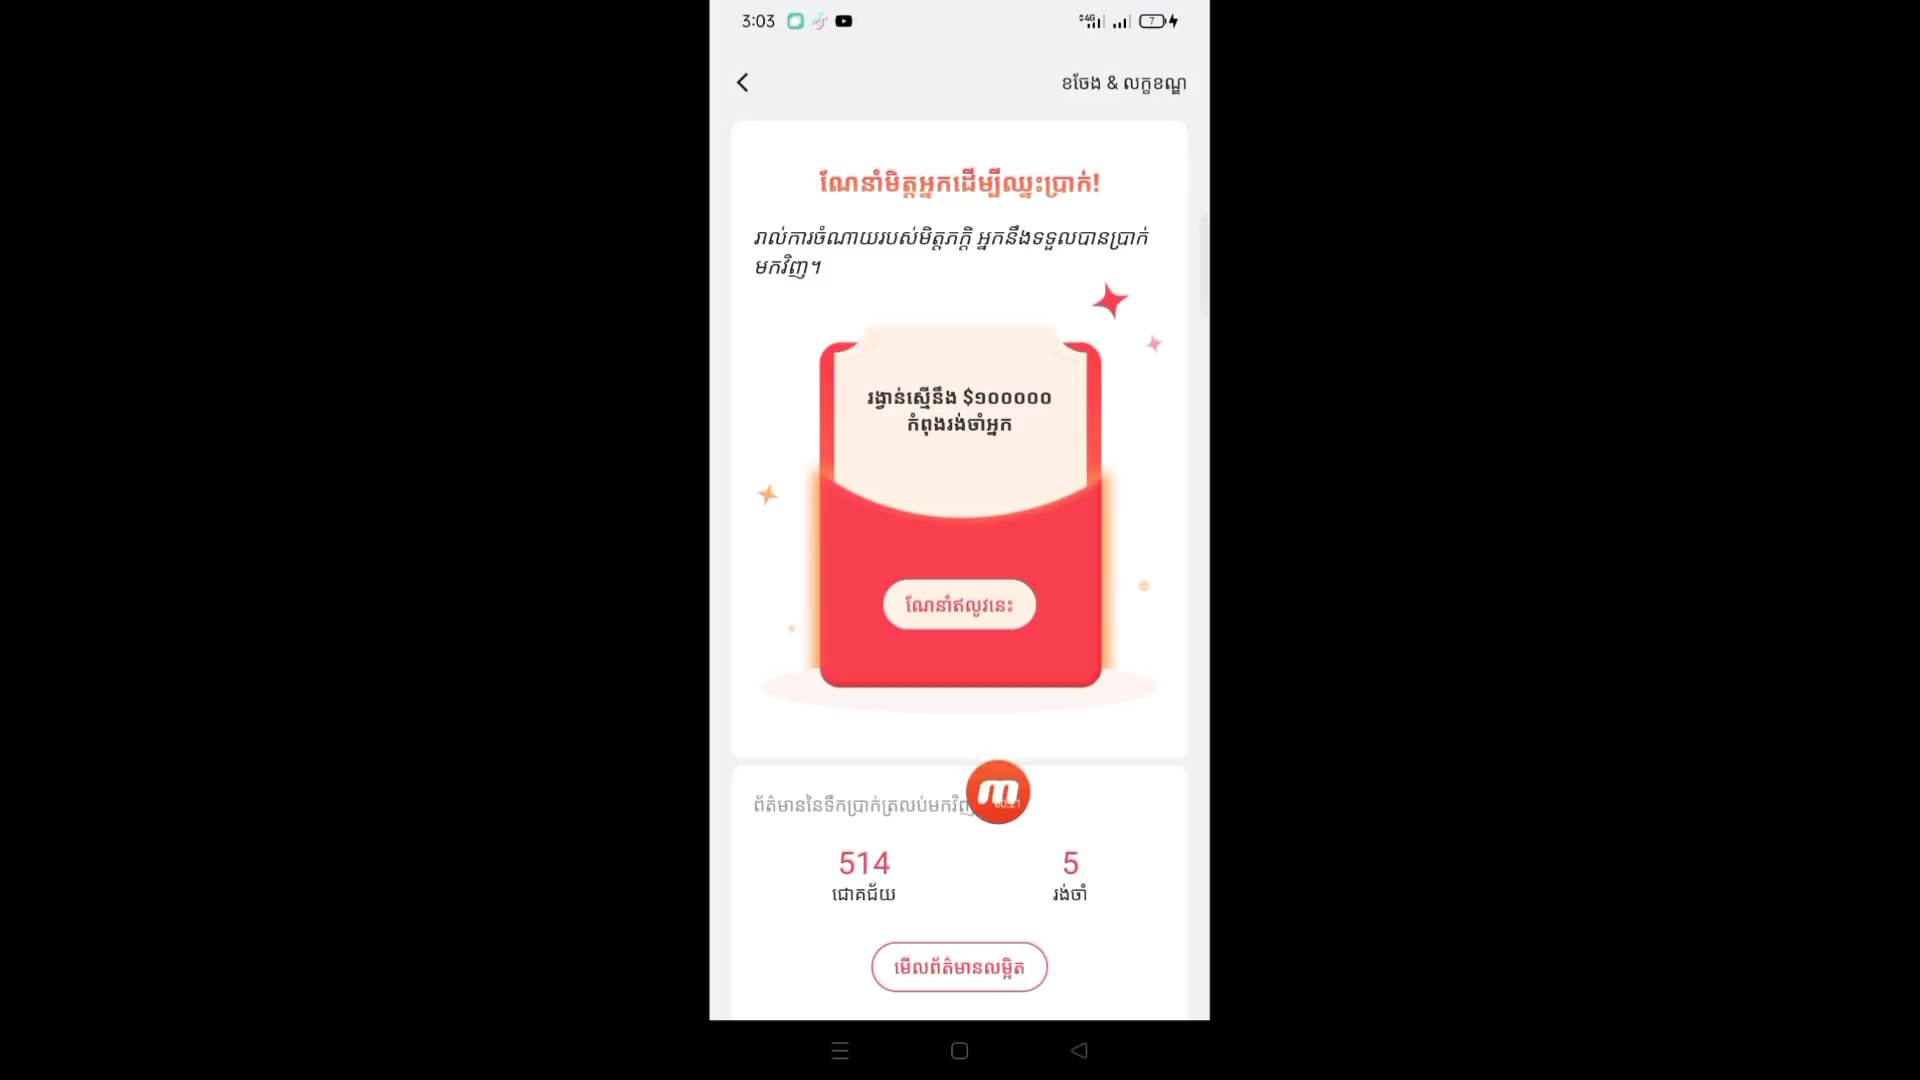 3:03
4G
7
ខចែង & លក្ខខណ្ឌ
ណែនាំមិត្តអ្នកដើម្បីឈ្នះប្រាក់!
រាល់ការចំណាយរបស់មិត្តភក្តិ អ្នកនឹងទទួលបានប្រាក់
មកវិញ។
រង្វាន់ស្មើនឹង $១០០០០០
កំពុងរង់ចាំអ្នក
ណែនាំឥលូវនេះ
ព័ត៌មាននៃទឹកប្រាក់ត្រលប់មកវិញ
00:21
514
5
ជោគជ័យ
រង់ចាំ
មើលព័ត៌មានលម្អិត